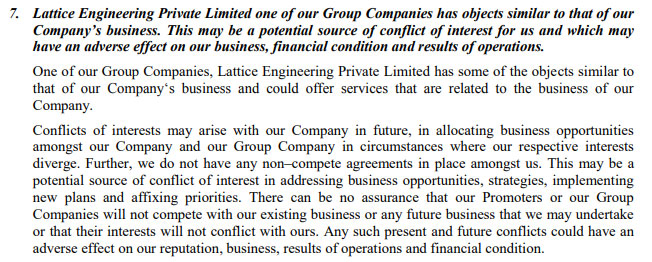 7. Lattice Engineering Private Limited one of our Group Companies has objects similar to that of our
Company's business. This may be a potential source of conflict of interest for us and which may
have an adverse effect on our business, financial condition and results of operations.
One of our Group Companies, Lattice Engineering Private Limited has some of the objects similar to
that of our Company's business and could offer services that are related to the business of our
Company.
Conflicts of interests may arise with our Company in future, in allocating business opportunities
amongst our Company and our Group Company in circumstances where our respective interests
diverge. Further, we do not have any non–compete agreements in place amongst us. This may be a
potential source of conflict of interest in addressing business opportunities, strategies, implementing
new plans and affixing priorities. There can be no assurance that our Promoters or our Group
Companies will not compete with our existing business or any future business that we may undertake
or that their interests will not conflict with ours. Any such present and future conflicts could have an
adverse effect on our reputation, business, results of operations and financial condition.